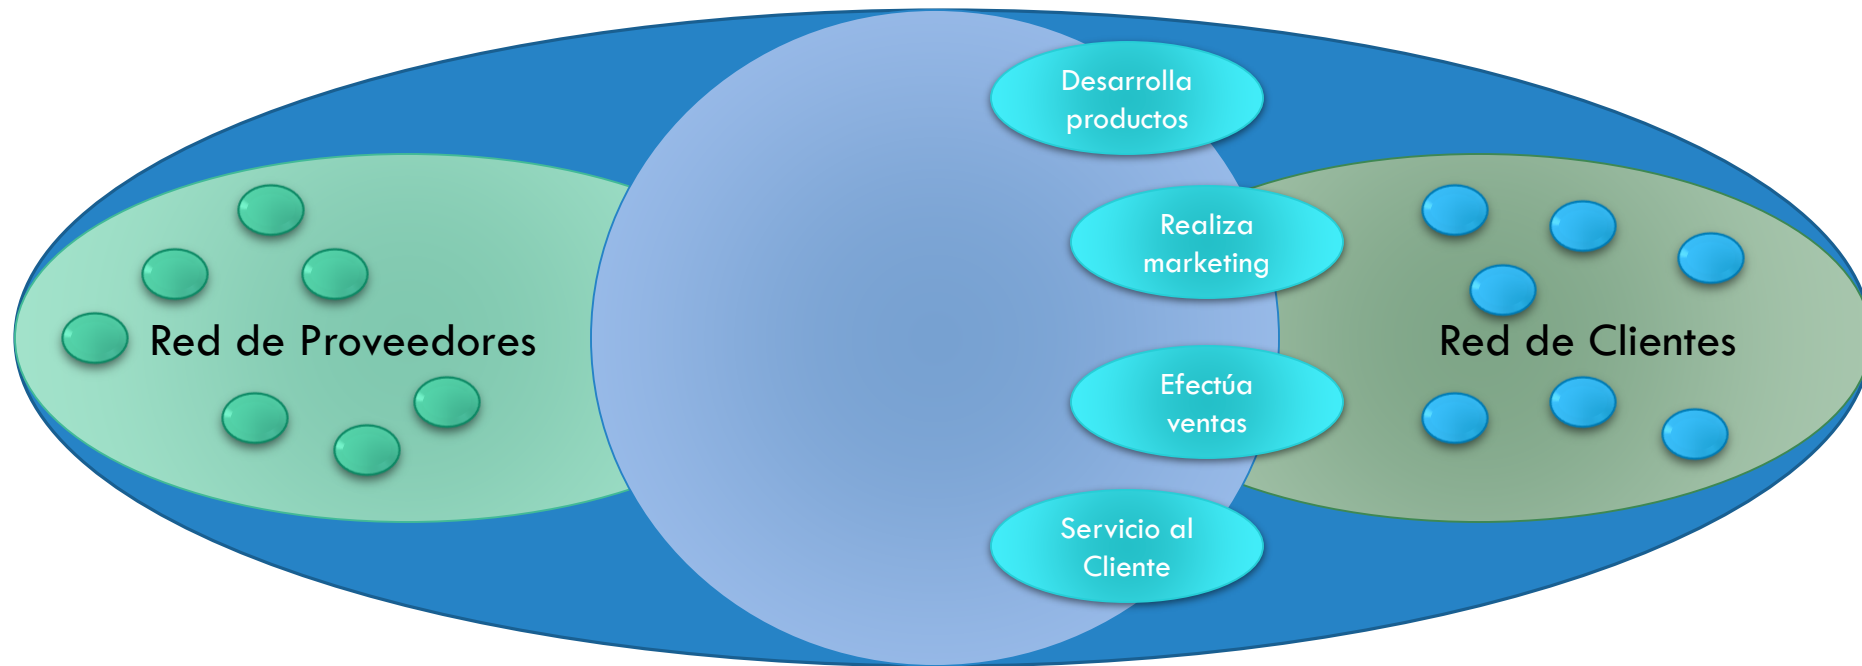 Desarrolla
productos
Realiza
marketing
Red de Proveedores
Red de Clientes
Efectúa
ventas
Servicio al
Cliente